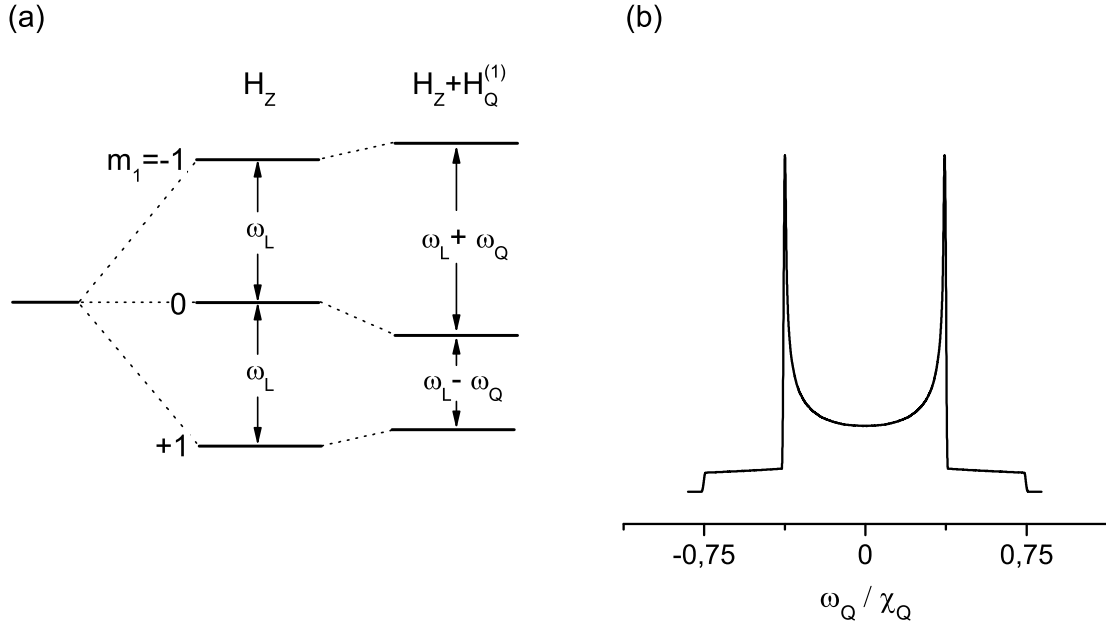 (a)
H_Z
H_Z+H_Q^(1)
m_1=-1
ω_L
ω_L+ ω_Q
0
ω_L
ω_L- ω_Q
+1
(b)
-0,75
0
0,75
ω_Q / χ_Q